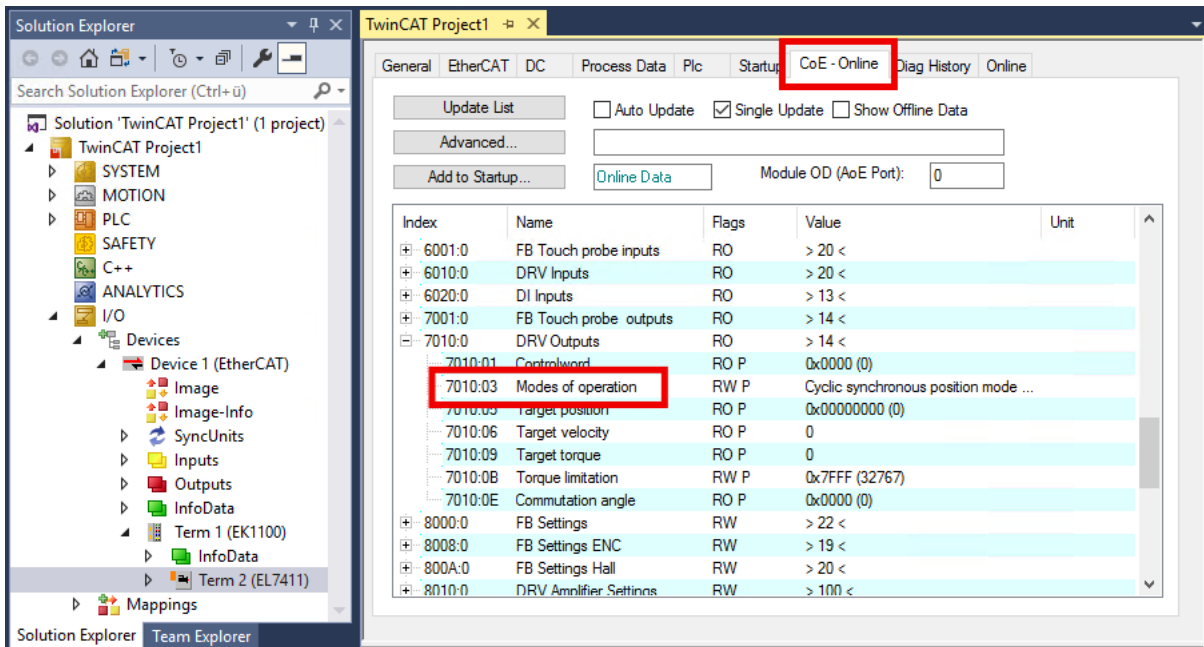 Solution Explorer
Search Solution Explorer (Ctrl+ü)
Solution 'TwinCAT Project1' (1 project)
TwinCAT Project1
SYSTEM
MOTION
PLC
SAFETY
C++
ANALYTICS
I/O
Devices
Device 1 (EtherCAT)
Image
Image-Info
SyncUnits
Inputs
Outputs
InfoData
Term 1 (EK1100)
InfoData
Term 2 (EL7411)
Mappings
Solution Explorer Team Explorer
TwinCAT Project1
General EtherCAT DC Process Data Plc Startup CoE - Online Diag History Online
Update List Auto Update Single Update Show Offline Data
Advanced...
Add to Startup... Online Data Module OD (AoE Port): 0
Index Name Flags Value Unit
6001:0 FB Touch probe inputs RO > 20 <
6010:0 DRV Inputs RO > 20 <
6020:0 DI Inputs RO > 13 <
7001:0 FB Touch probe outputs RO > 14 <
7010:0 DRV Outputs RO > 14 <
7010:01 Controlword RO P 0x0000 (0)
7010:03 Modes of operation RW P Cyclic synchronous position mode ...
7010:05 Target position RO P 0x00000000 (0)
7010:06 Target velocity RO P 0
7010:09 Target torque RO P 0
7010:0B Torque limitation RW P 0x7FFF (32767)
7010:0E Commutation angle RO P 0x0000 (0)
8000:0 FB Settings RW > 22 <
8008:0 FB Settings ENC RW > 19 <
800A:0 FB Settings Hall RW > 20 <
8010:0 DRV Amplifier Settings RW > 100 <